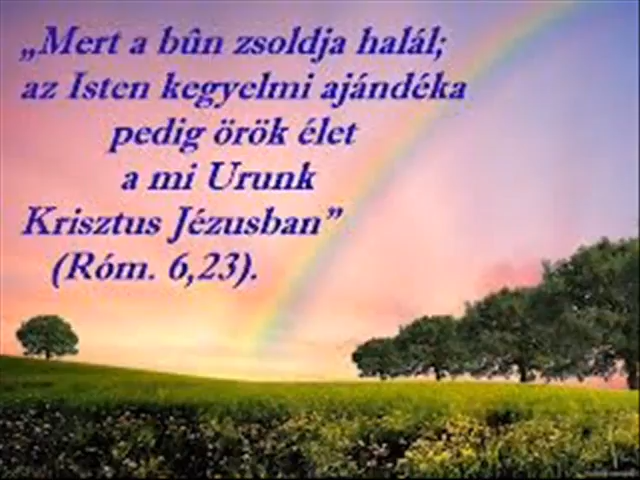 „Mert a bûn zsoldja halál;
az Isten kegyelmi ajándéka
pedig örök élet
a mi Urunk
Krisztus Jézusban”
(Róm. 6,23).